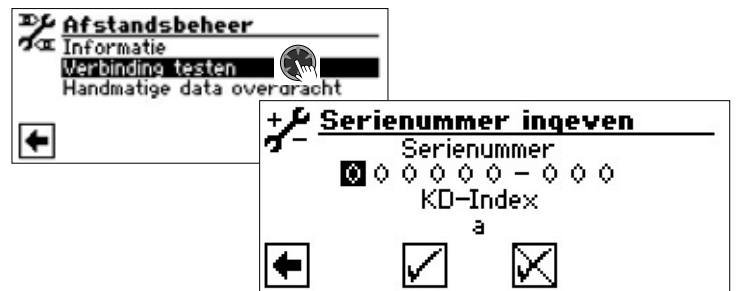 Afstandsbeheer
Informatie
Verbinding testen
Handmatige data overdracht
Serienummer ingeven
Serienummer
0 0 0 0 0 0 - 0 0 0
KD-Index
a